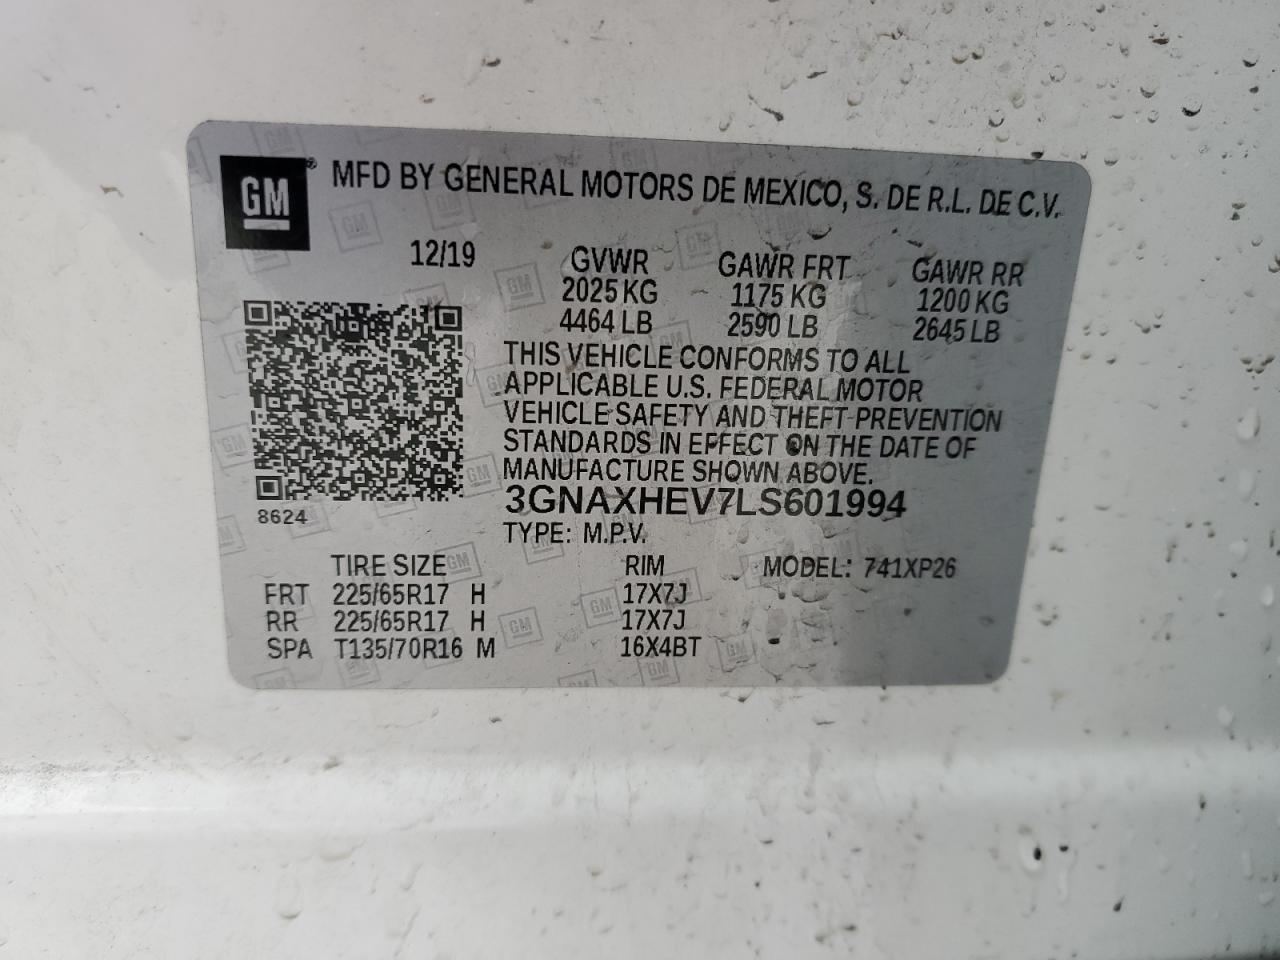 GM® MFD BY GENERAL MOTORS DE MEXICO, S. DE R.L. DE C.V.
12/19 GVWR GAWR FRT GAWR RR
2025 KG 1175 KG 1200 KG
4464 LB 2590 LB 2645 LB
THIS VEHICLE CONFORMS TO ALL
APPLICABLE U.S. FEDERAL MOTOR
VEHICLE SAFETY AND THEFT PREVENTION
STANDARDS IN EFFECT ON THE DATE OF
MANUFACTURE SHOWN ABOVE.
3GNAXHEV7LS601994
8624
TYPE: M.P.V.
TIRE SIZE RIM MODEL: 741XP26
FRT 225/65R17 H 17X7J
RR 225/65R17 H 17X7J
SPA T135/70R16 M 16X4BT